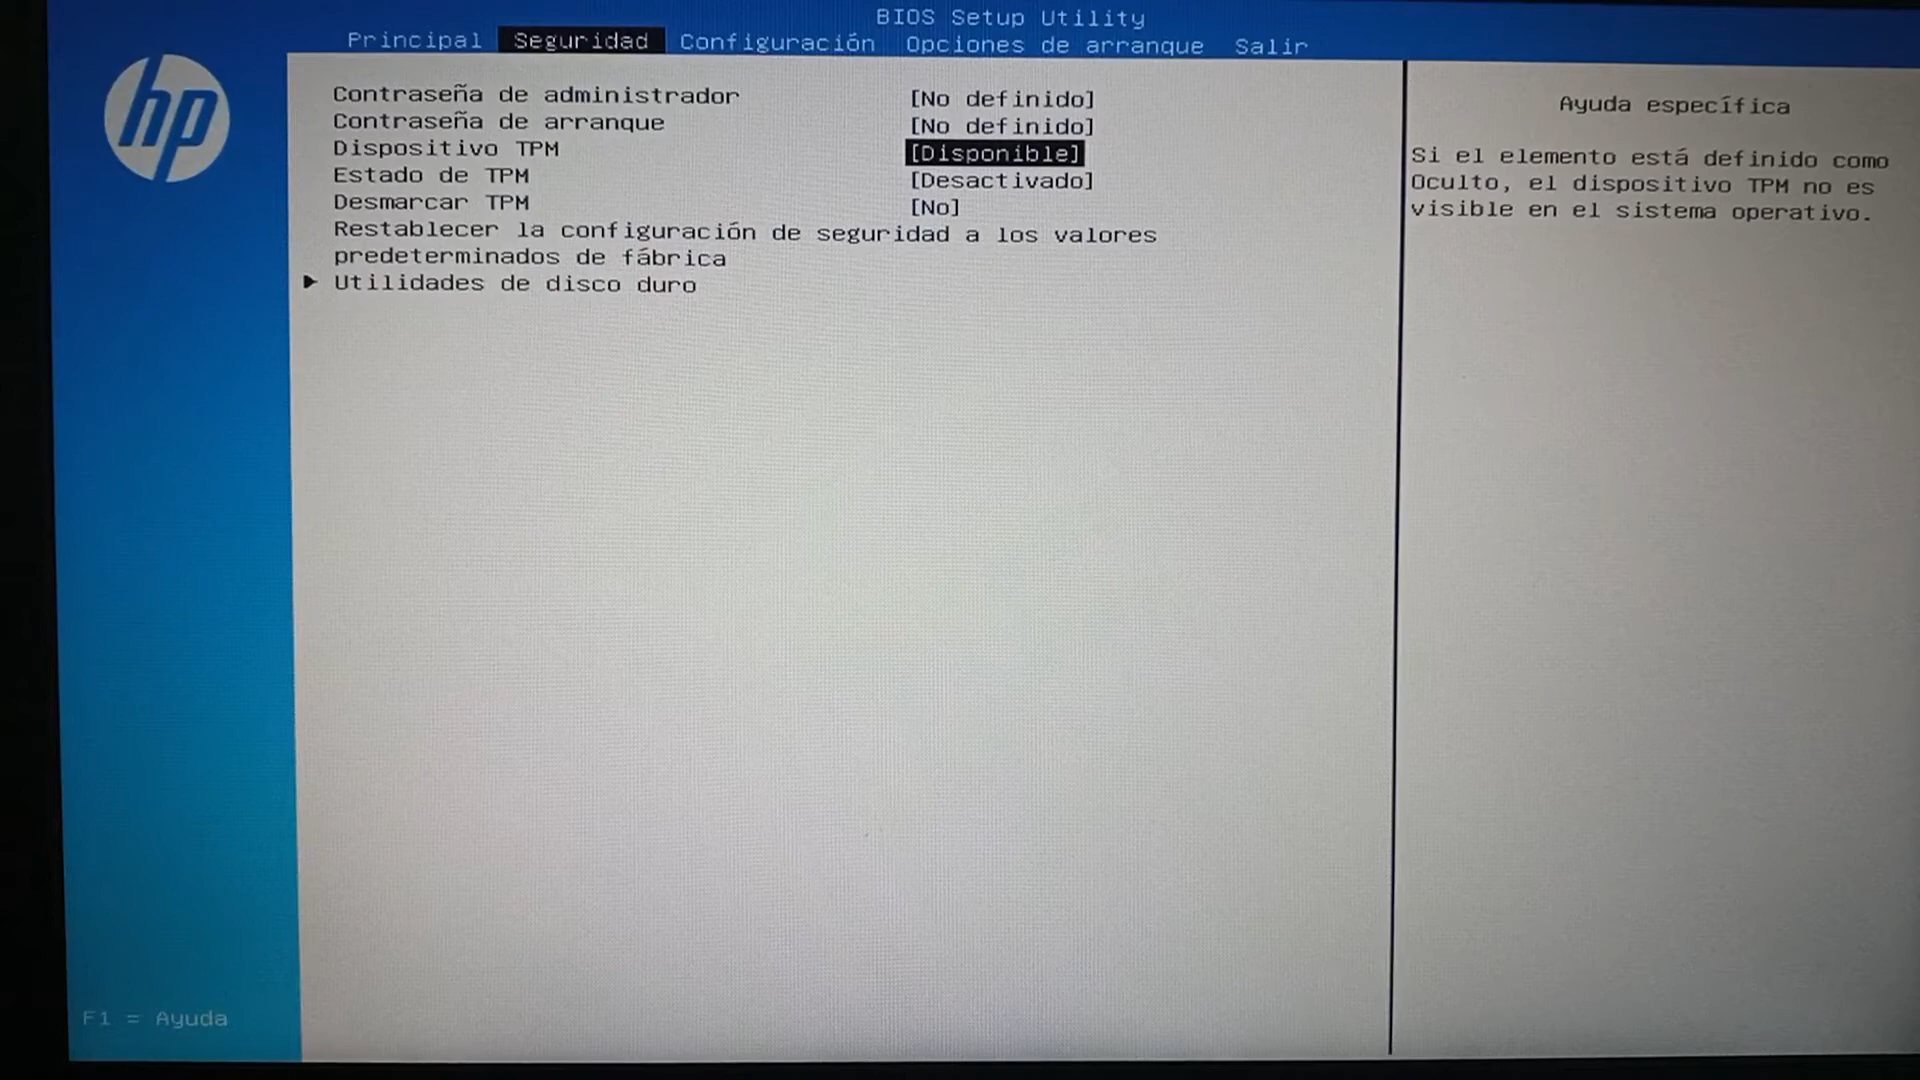 BIOS Setup Utility
Principal Seguridad Configuración Opciones de arranque Salir
hp
Contraseña de administrador [No definido]
Contraseña de arranque [No definido]
Dispositivo TPM [Disponible]
Estado de TPM [Desactivado]
Desmarcar TPM [No]
Restablecer la configuración de seguridad a los valores
predeterminados de fábrica
Utilidades de disco duro
Ayuda específica
Si el elemento está definido como
Oculto, el dispositivo TPM no es
visible en el sistema operativo.
F1 = Ayuda